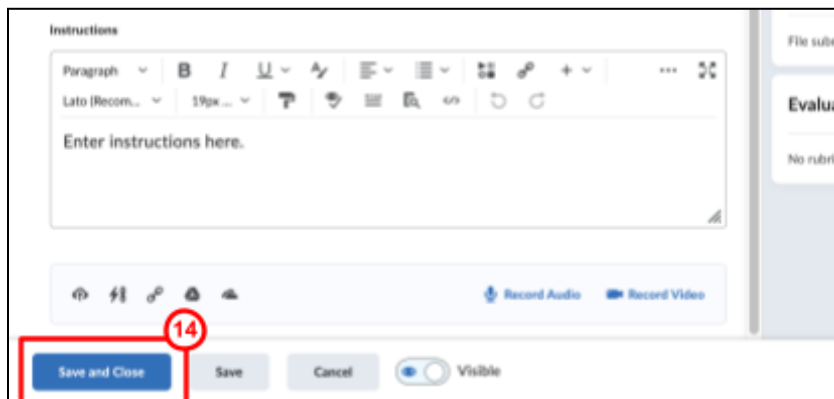 Instructions
File sube
Paragraph B I U
Lato (Recom... 19px ...
Evalua
Enter instructions here.
No rubri
Record Audio Record Video
14
Save and Close Save Cancel Visible